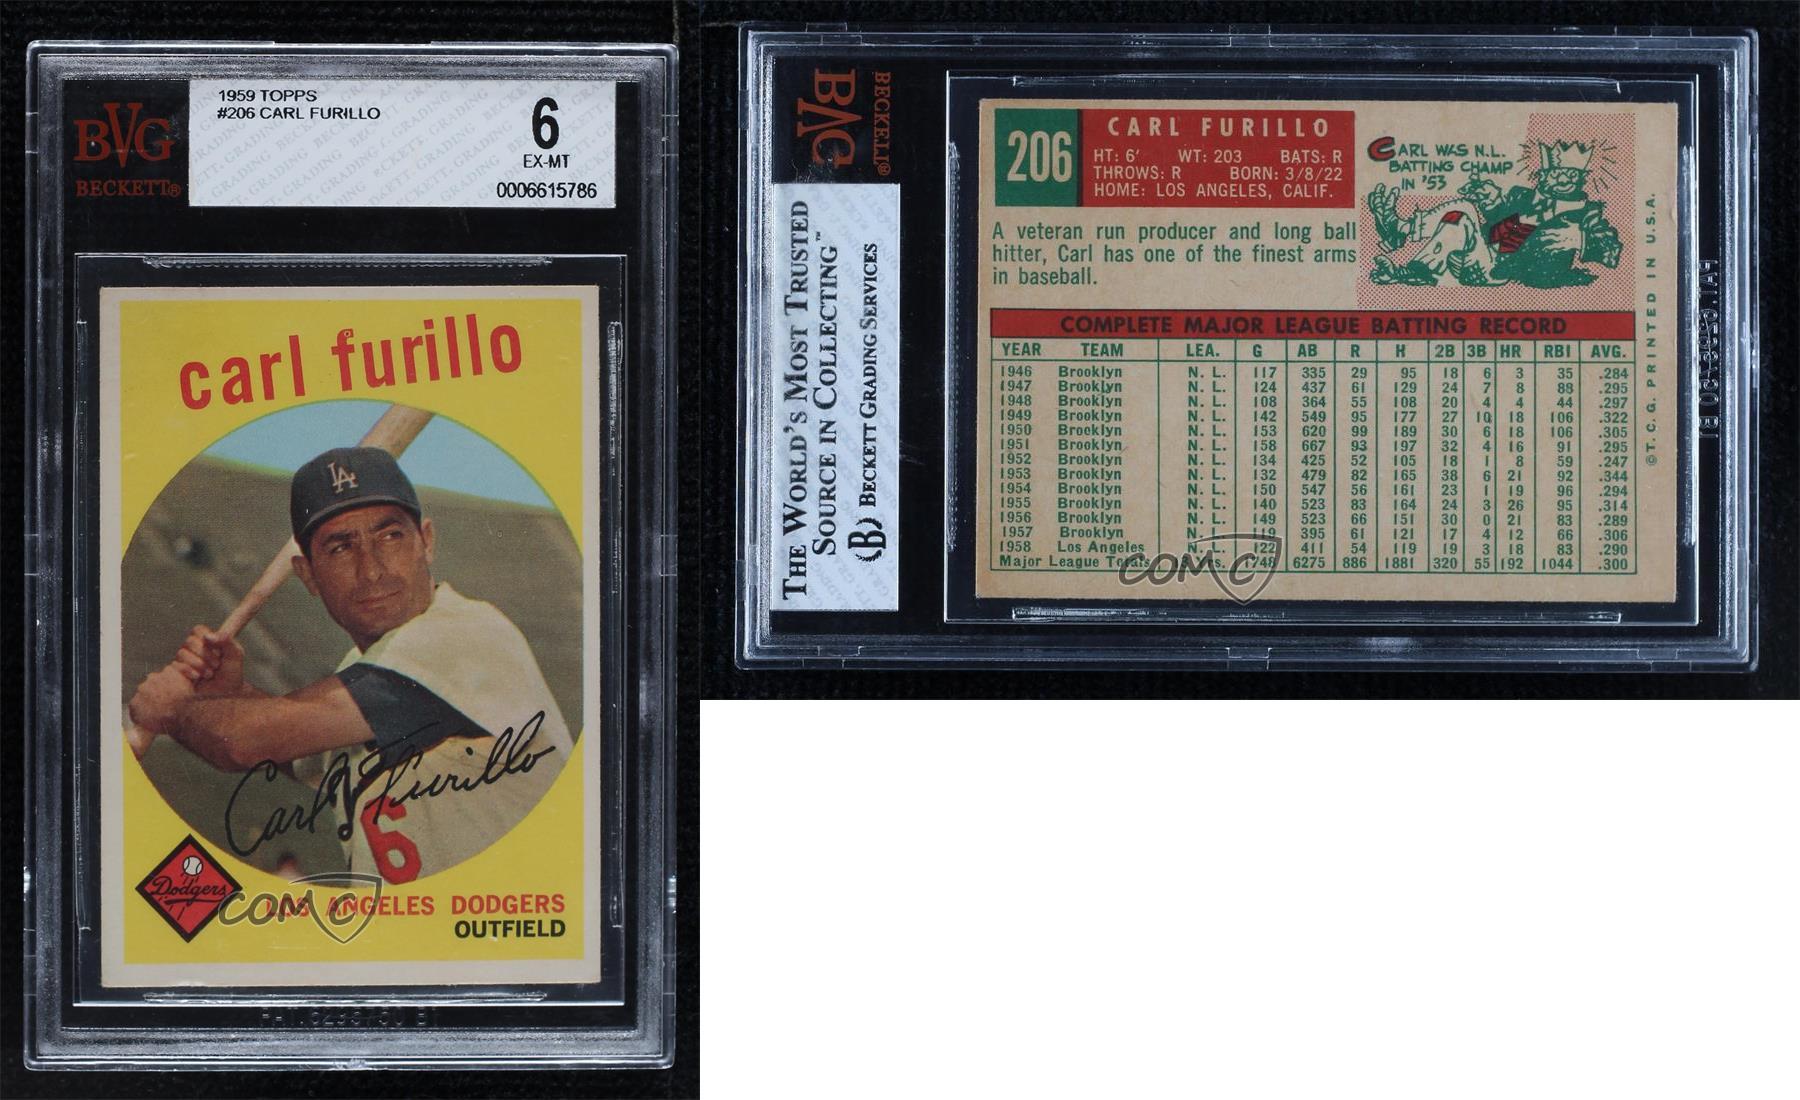 BVG
BECKETT®
1959 TOPPS
#206 CARL FURILLO
6
EX-MT
0006615786
carl furillo
LA
Carl Furillo
6
Dodgers
LOS ANGELES DODGERS
OUTFIELD
COMC
PAT. 6295750 B1
BVG
BECKETT®
THE WORLD'S MOST TRUSTED
SOURCE IN COLLECTING™
B BECKETT GRADING SERVICES
206
CARL FURILLO
HT: 6' WT: 203 BATS: R
THROWS: R BORN: 3/8/22
HOME: LOS ANGELES, CALIF.
CARL WAS N.L.
BATTING CHAMP
IN '53
A veteran run producer and long ball
hitter, Carl has one of the finest arms
in baseball.
COMPLETE MAJOR LEAGUE BATTING RECORD
YEAR TEAM LEA. G AB R H 2B 3B HR RBI AVG.
1946 Brooklyn N. L. 117 335 29 95 18 6 3 35 .284
1947 Brooklyn N. L. 124 437 61 129 24 7 8 88 .295
1948 Brooklyn N. L. 108 364 55 108 20 4 4 44 .297
1949 Brooklyn N. L. 142 549 95 177 27 10 18 106 .322
1950 Brooklyn N. L. 153 620 99 189 30 6 18 106 .305
1951 Brooklyn N. L. 158 667 93 197 32 4 16 91 .295
1952 Brooklyn N. L. 134 425 52 105 18 1 8 59 .247
1953 Brooklyn N. L. 132 479 82 165 38 6 21 92 .344
1954 Brooklyn N. L. 150 547 56 161 23 1 19 96 .294
1955 Brooklyn N. L. 140 523 83 164 24 3 26 95 .314
1956 Brooklyn N. L. 149 523 66 151 30 0 21 83 .289
1957 Brooklyn N. L. 119 395 61 121 17 4 12 66 .306
1958 Los Angeles N. L. 122 411 54 119 19 3 18 83 .290
Major League Totals 13 Yrs. 1748 6275 886 1881 320 55 192 1044 .300
COMC
© T. C. G. PRINTED IN U.S.A.